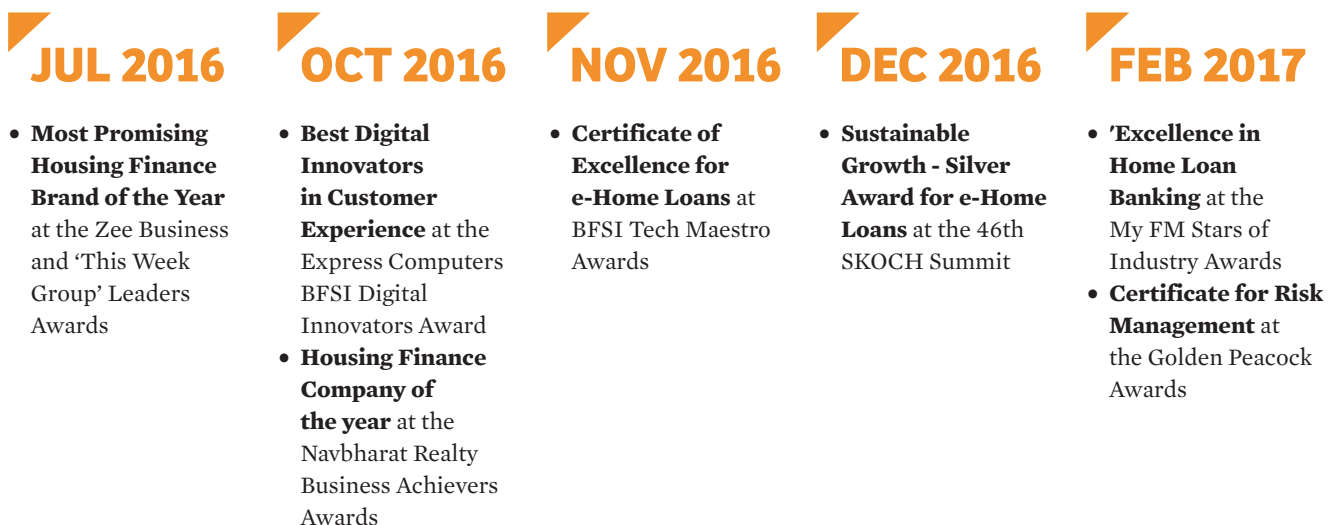 JUL 2016
• Most Promising
Housing Finance
Brand of the Year
at the Zee Business
and ‘This Week
Group’ Leaders
Awards
OCT 2016
• Best Digital
Innovators
in Customer
Experience at the
Express Computers
BFSI Digital
Innovators Award
• Housing Finance
Company of
the year at the
Navbharat Realty
Business Achievers
Awards
NOV 2016
• Certificate of
Excellence for
e-Home Loans at
BFSI Tech Maestro
Awards
DEC 2016
• Sustainable
Growth - Silver
Award for e-Home
Loans at the 46th
SKOCH Summit
FEB 2017
• 'Excellence in
Home Loan
Banking at the
My FM Stars of
Industry Awards
• Certificate for Risk
Management at
the Golden Peacock
Awards